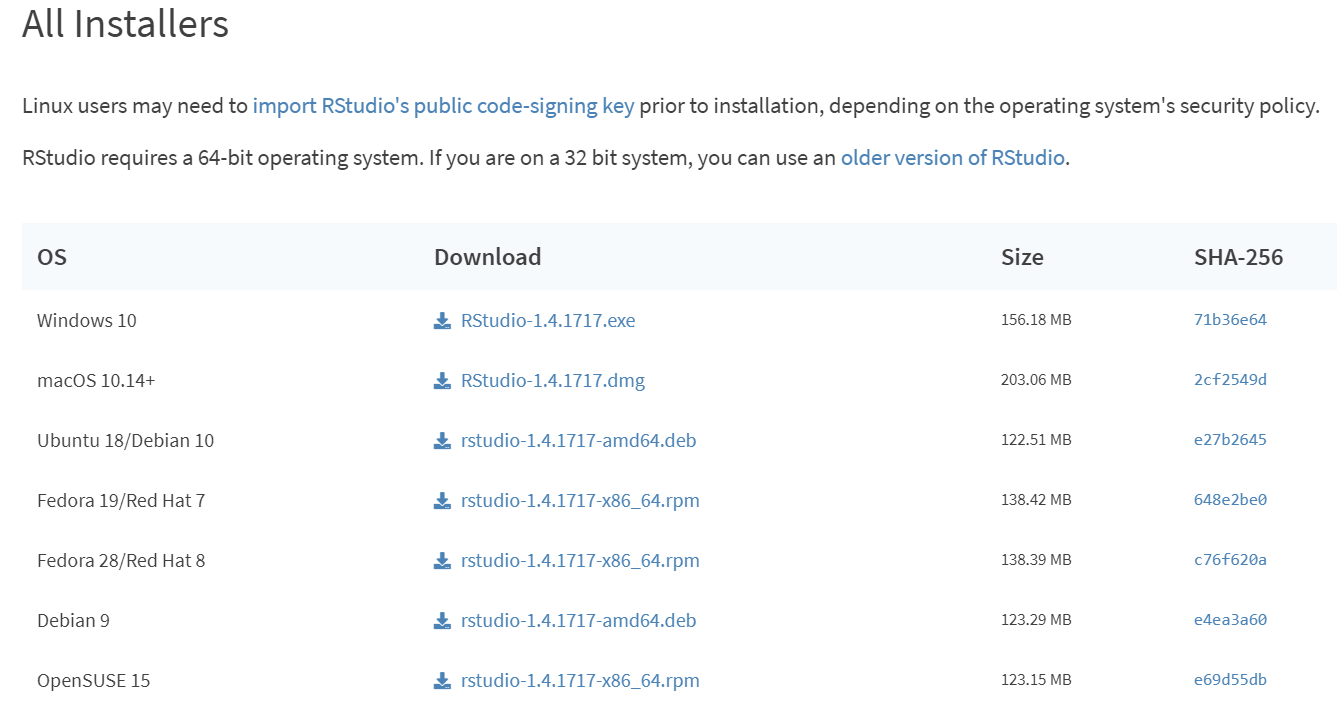 All Installers
Linux users may need to import RStudio's public code-signing key prior to installation, depending on the operating system's security policy.
RStudio requires a 64-bit operating system. If you are on a 32 bit system, you can use an older version of RStudio.
OS Download Size SHA-256
Windows 10 RStudio-1.4.1717.exe 156.18 MB 71b36e64
macOS 10.14+ RStudio-1.4.1717.dmg 203.06 MB 2cf2549d
Ubuntu 18/Debian 10 rstudio-1.4.1717-amd64.deb 122.51 MB e27b2645
Fedora 19/Red Hat 7 rstudio-1.4.1717-x86_64.rpm 138.42 MB 648e2be0
Fedora 28/Red Hat 8 rstudio-1.4.1717-x86_64.rpm 138.39 MB c76f620a
Debian 9 rstudio-1.4.1717-amd64.deb 123.29 MB e4ea3a60
OpenSUSE 15 rstudio-1.4.1717-x86_64.rpm 123.15 MB e69d55db